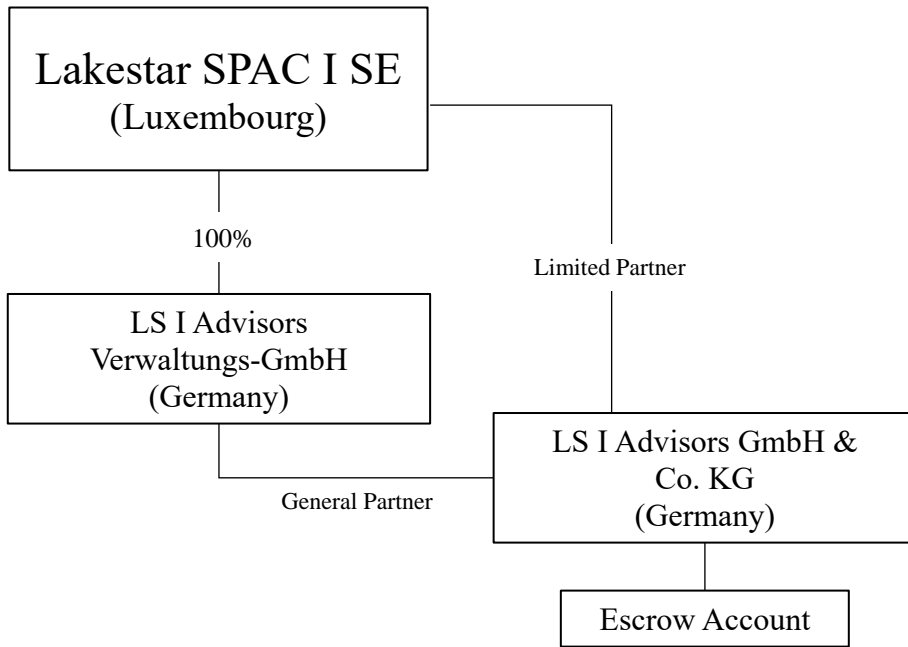 Lakestar SPAC I SE
(Luxembourg)
100%
Limited Partner
LS I Advisors
Verwaltungs-GmbH
(Germany)
LS I Advisors GmbH &
Co. KG
(Germany)
General Partner
Escrow Account